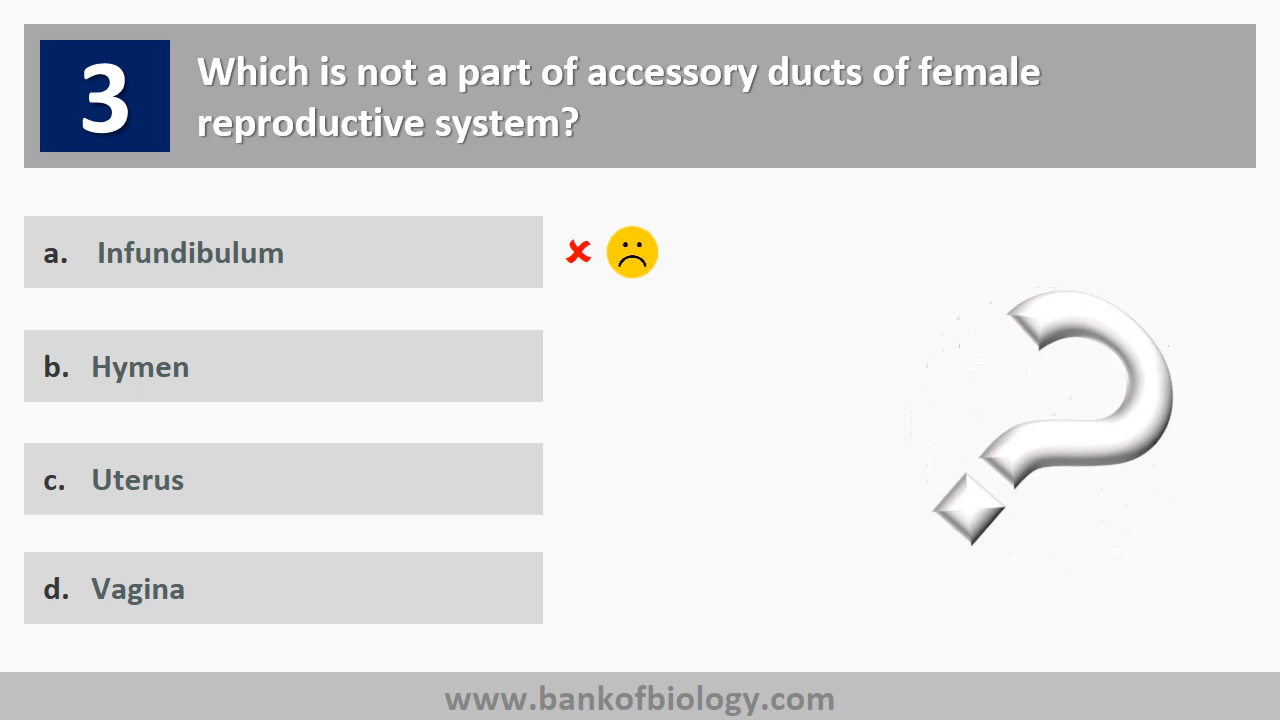 3
Which is not a part of accessory ducts of female
reproductive system?
a. Infundibulum
b. Hymen
c. Uterus
d. Vagina
www.bankofbiology.com